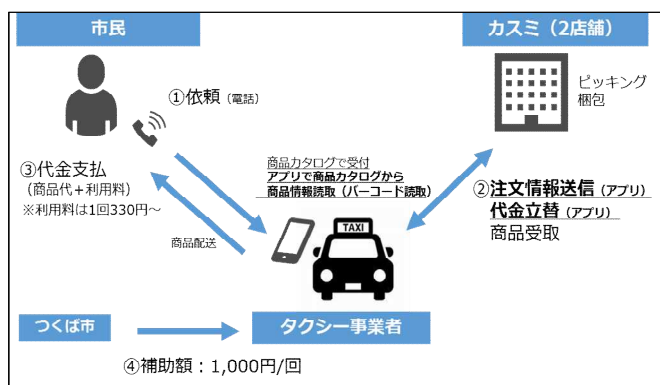 市民
カスミ（2店舗）
①依頼（電話）
ピッキング
梱包
③代金支払
（商品代＋利用料）
※利用料は1回330円～
商品カタログで受付
アプリで商品カタログから
商品情報読取（バーコード読取）
②注文情報送信（アプリ）
代金立替（アプリ）
商品受取
商品配送
TAXI
つくば市
タクシー事業者
④補助額：1,000円/回